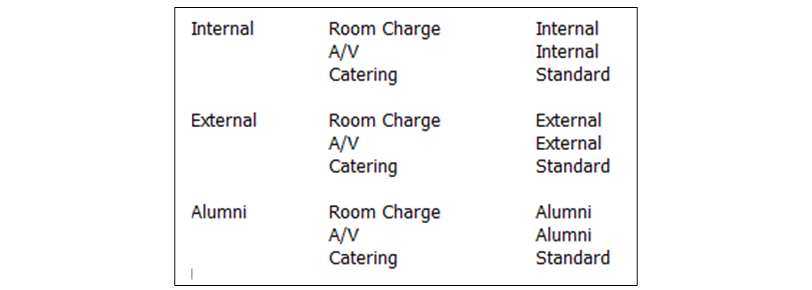 Internal Room Charge Internal
A/V Internal
Catering Standard
External Room Charge External
A/V External
Catering Standard
Alumni Room Charge Alumni
A/V Alumni
Catering Standard